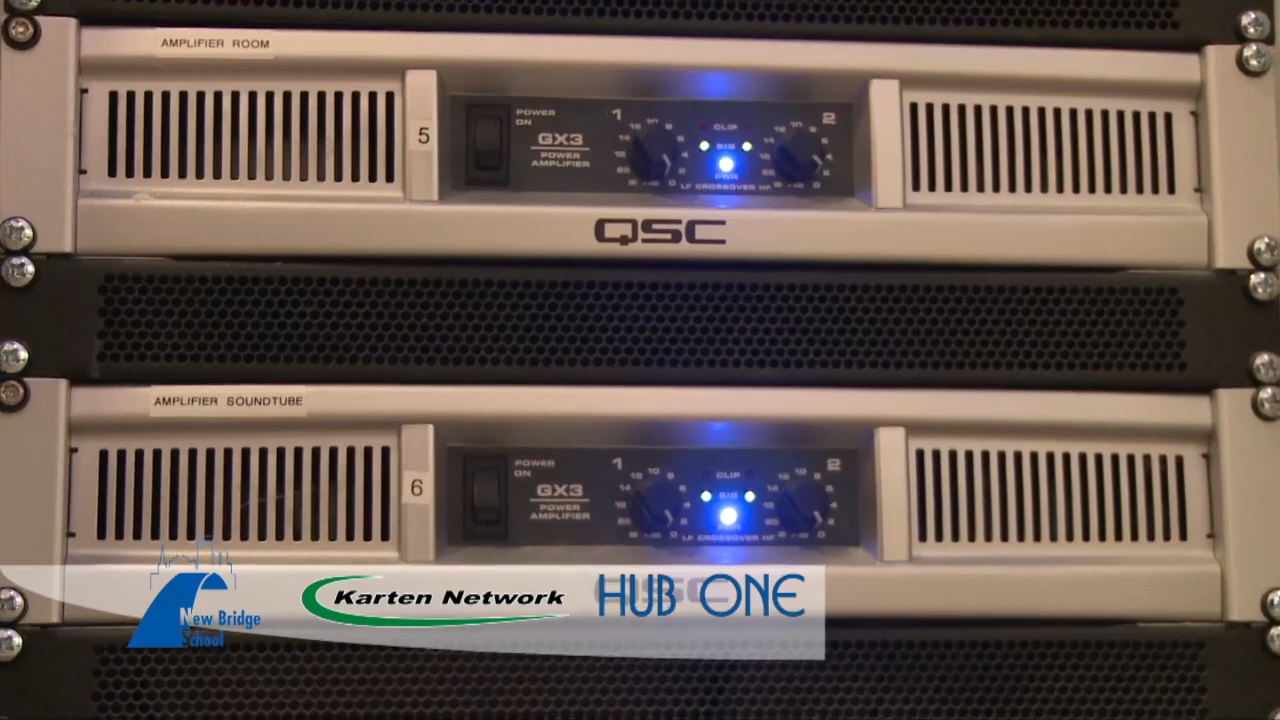 AMPLIFIER ROOM
5
POWER
ON
GX3
POWER
AMPLIFIER
1
2
CLIP
SIG
PWR
LF CROSSOVER HF
QSC
AMPLIFIER SOUNDTUBE
6
POWER
ON
GX3
POWER
AMPLIFIER
1
2
CLIP
SIG
LF CROSSOVER HF
QSC
New Bridge
School
Karten Network
HUB ONE